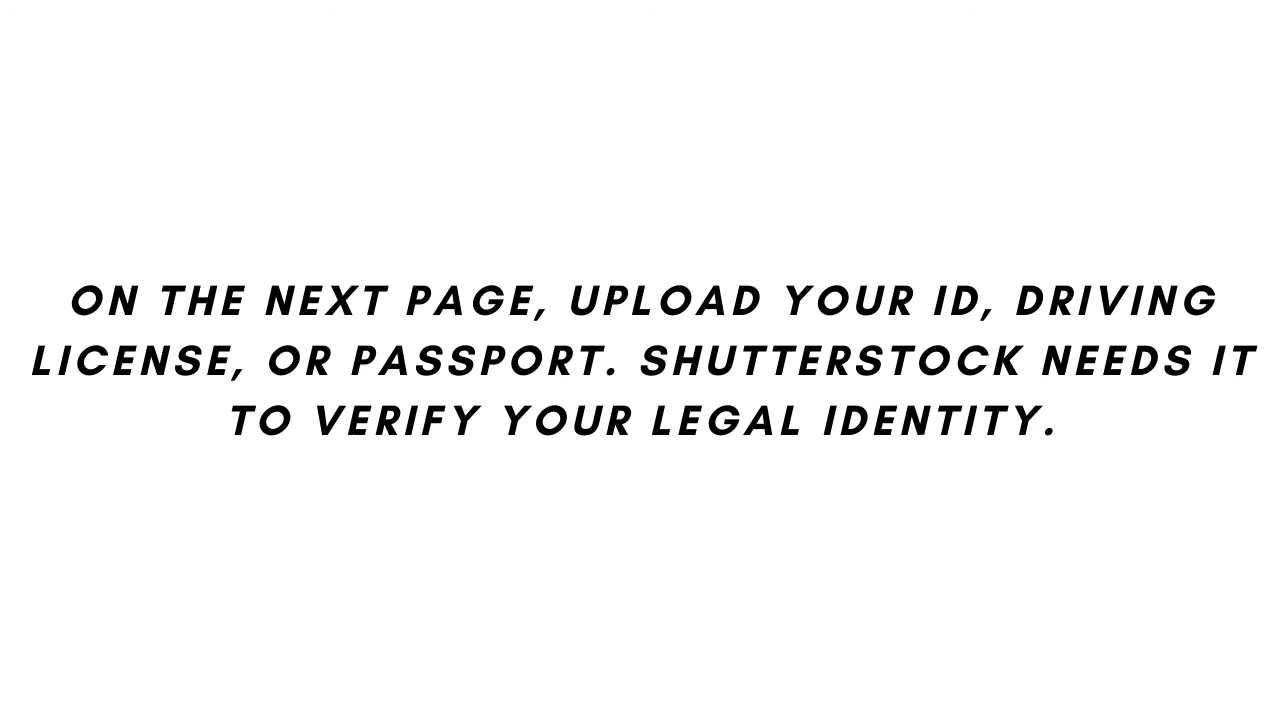 ON THE NEXT PAGE, UPLOAD YOUR ID, DRIVING
LICENSE, OR PASSPORT. SHUTTERSTOCK NEEDS IT
TO VERIFY YOUR LEGAL IDENTITY.